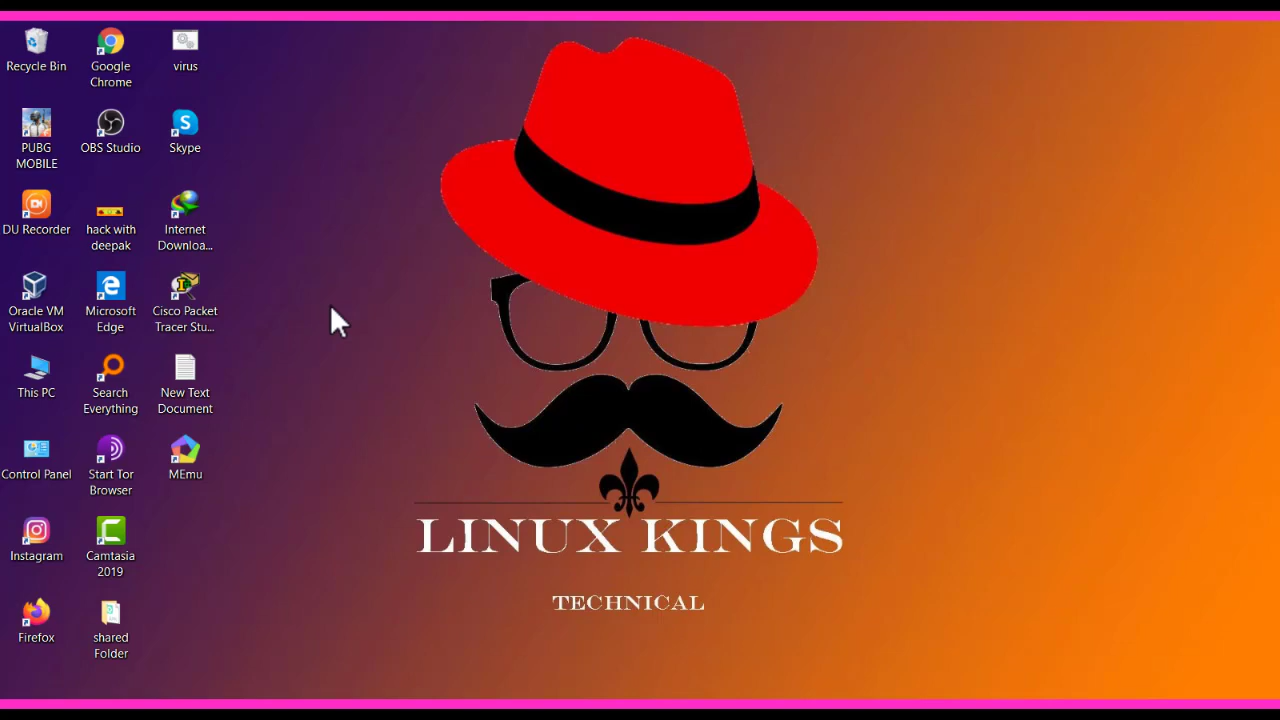 Recycle Bin
Google
Chrome
virus
PUBG
MOBILE
OBS Studio
Skype
DU Recorder
hack with
deepak
Internet
Downloa...
Oracle VM
VirtualBox
Microsoft
Edge
Cisco Packet
Tracer Stu...
This PC
Search
Everything
New Text
Document
Control Panel
Start Tor
Browser
MEmu
Instagram
Camtasia
2019
Firefox
shared
Folder
LINUX KINGS
TECHNICAL